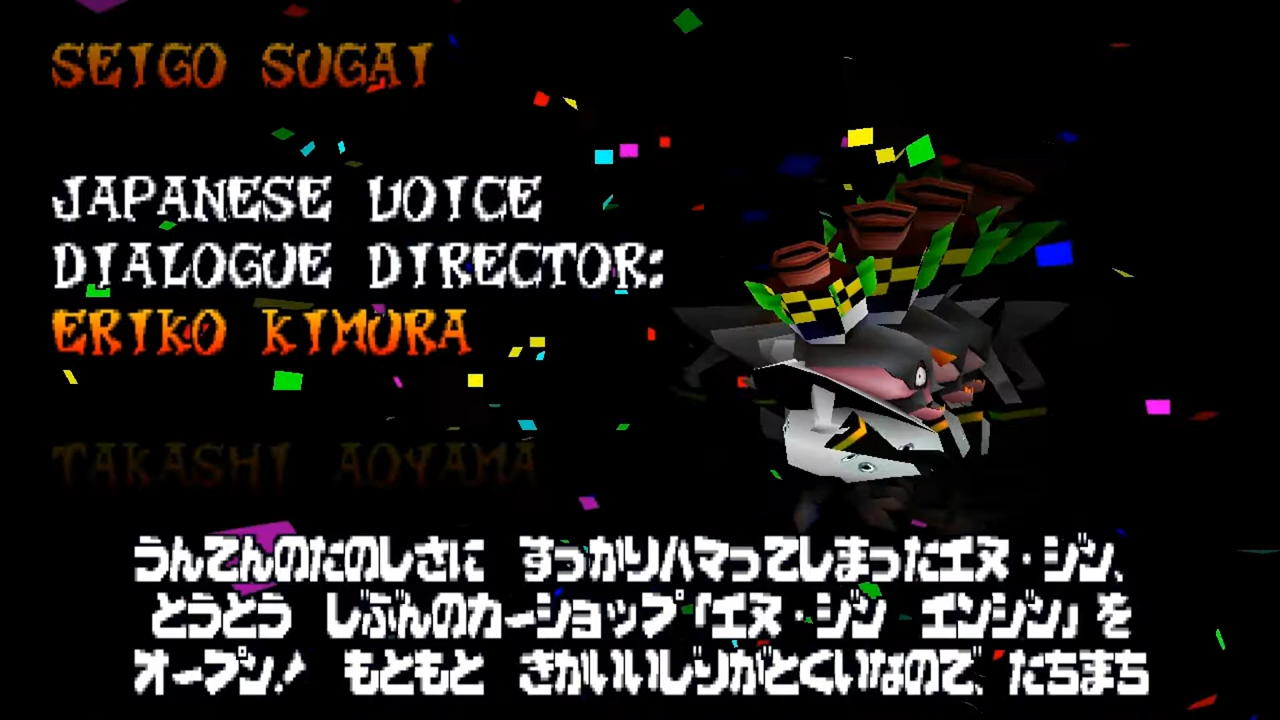 SEIGO SUGAI
JAPANESE VOICE
DIALOGUE DIRECTOR:
ERIKO KIMURA
TAKASHI AOYAMA
うんてんのたのしさに すっかりハマってしまったエヌ・ジン、
とうとう じぶんのカーショップ「エヌ・ジン エンジン」を
オープン! もともと きかいいじりがとくいなので、たちまち